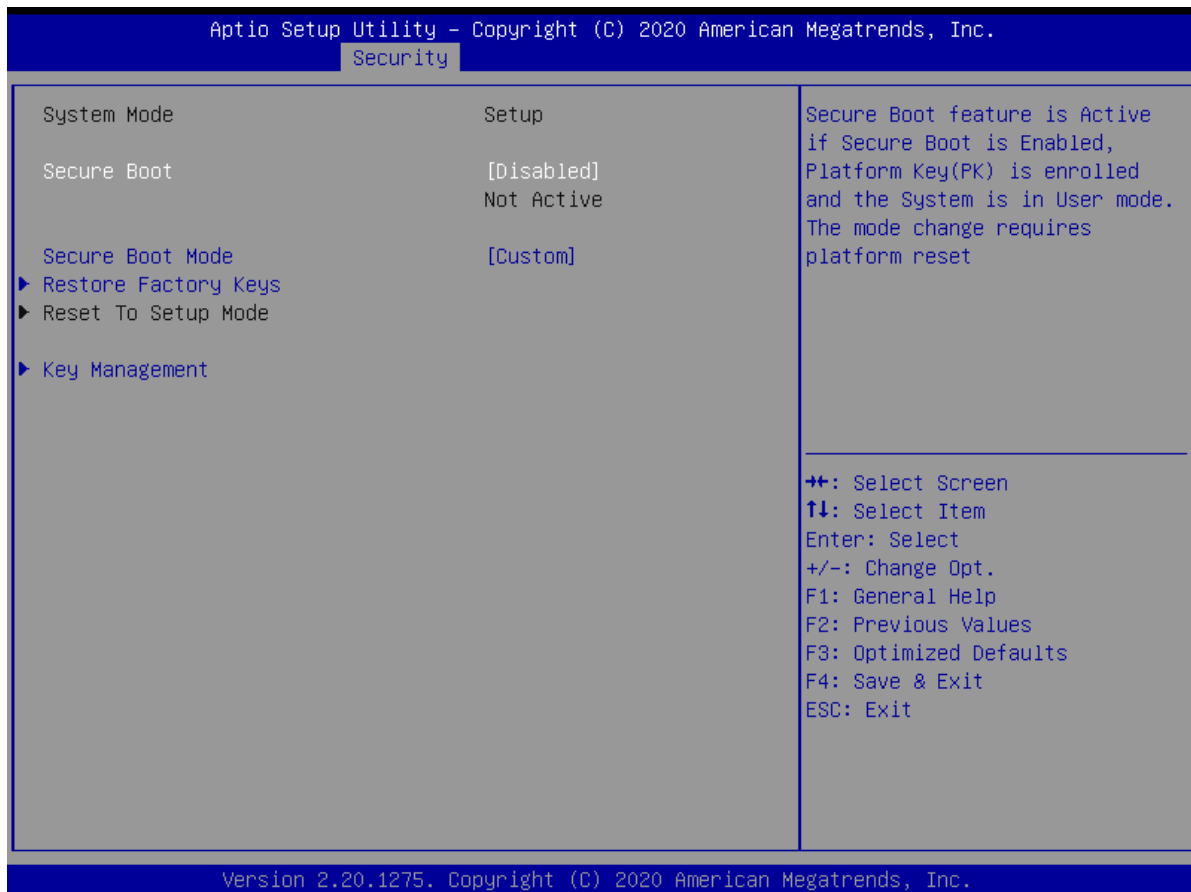 Aptio Setup Utility – Copyright (C) 2020 American Megatrends, Inc.
Security
System Mode Setup
Secure Boot [Disabled]
Not Active
Secure Boot Mode [Custom]
▶ Restore Factory Keys
▶ Reset To Setup Mode
▶ Key Management
Secure Boot feature is Active
if Secure Boot is Enabled,
Platform Key(PK) is enrolled
and the System is in User mode.
The mode change requires
platform reset
→←: Select Screen
↑↓: Select Item
Enter: Select
+/-: Change Opt.
F1: General Help
F2: Previous Values
F3: Optimized Defaults
F4: Save & Exit
ESC: Exit
Version 2.20.1275. Copyright (C) 2020 American Megatrends, Inc.